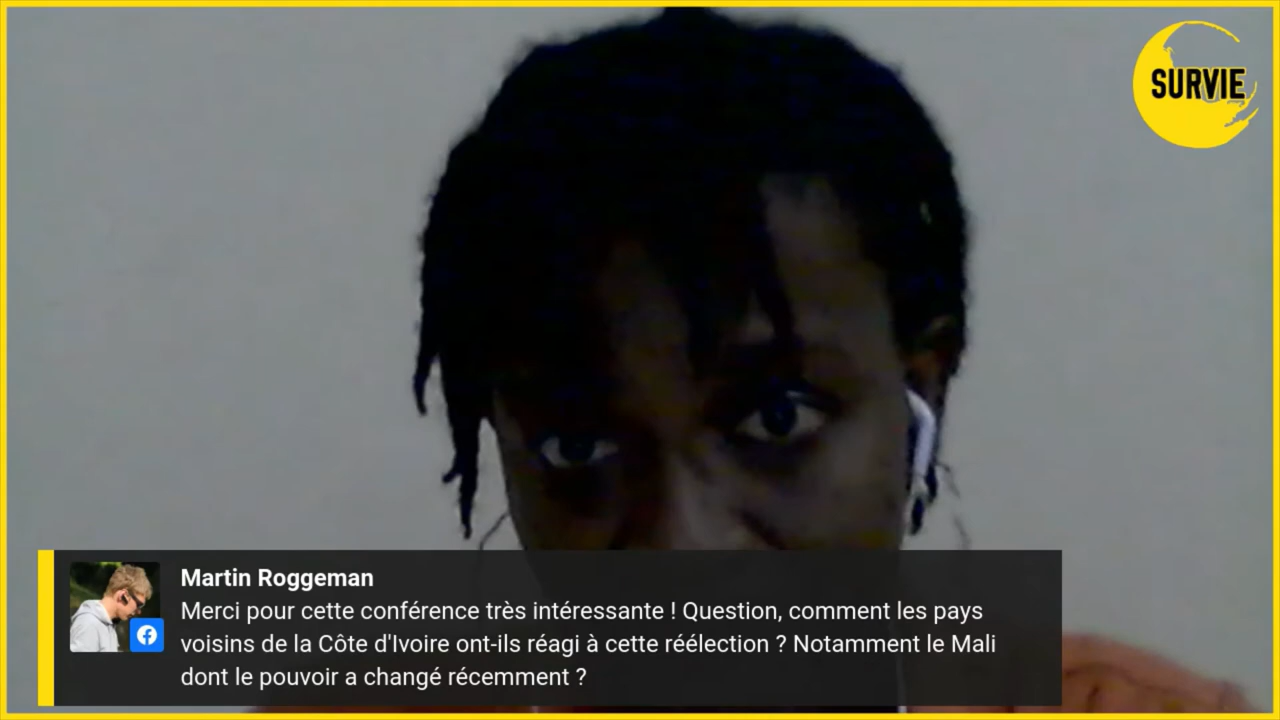 SURVIE
Martin Roggeman
Merci pour cette conférence très intéressante ! Question, comment les pays
voisins de la Côte d'Ivoire ont-ils réagi à cette réélection ? Notamment le Mali
dont le pouvoir a changé récemment ?